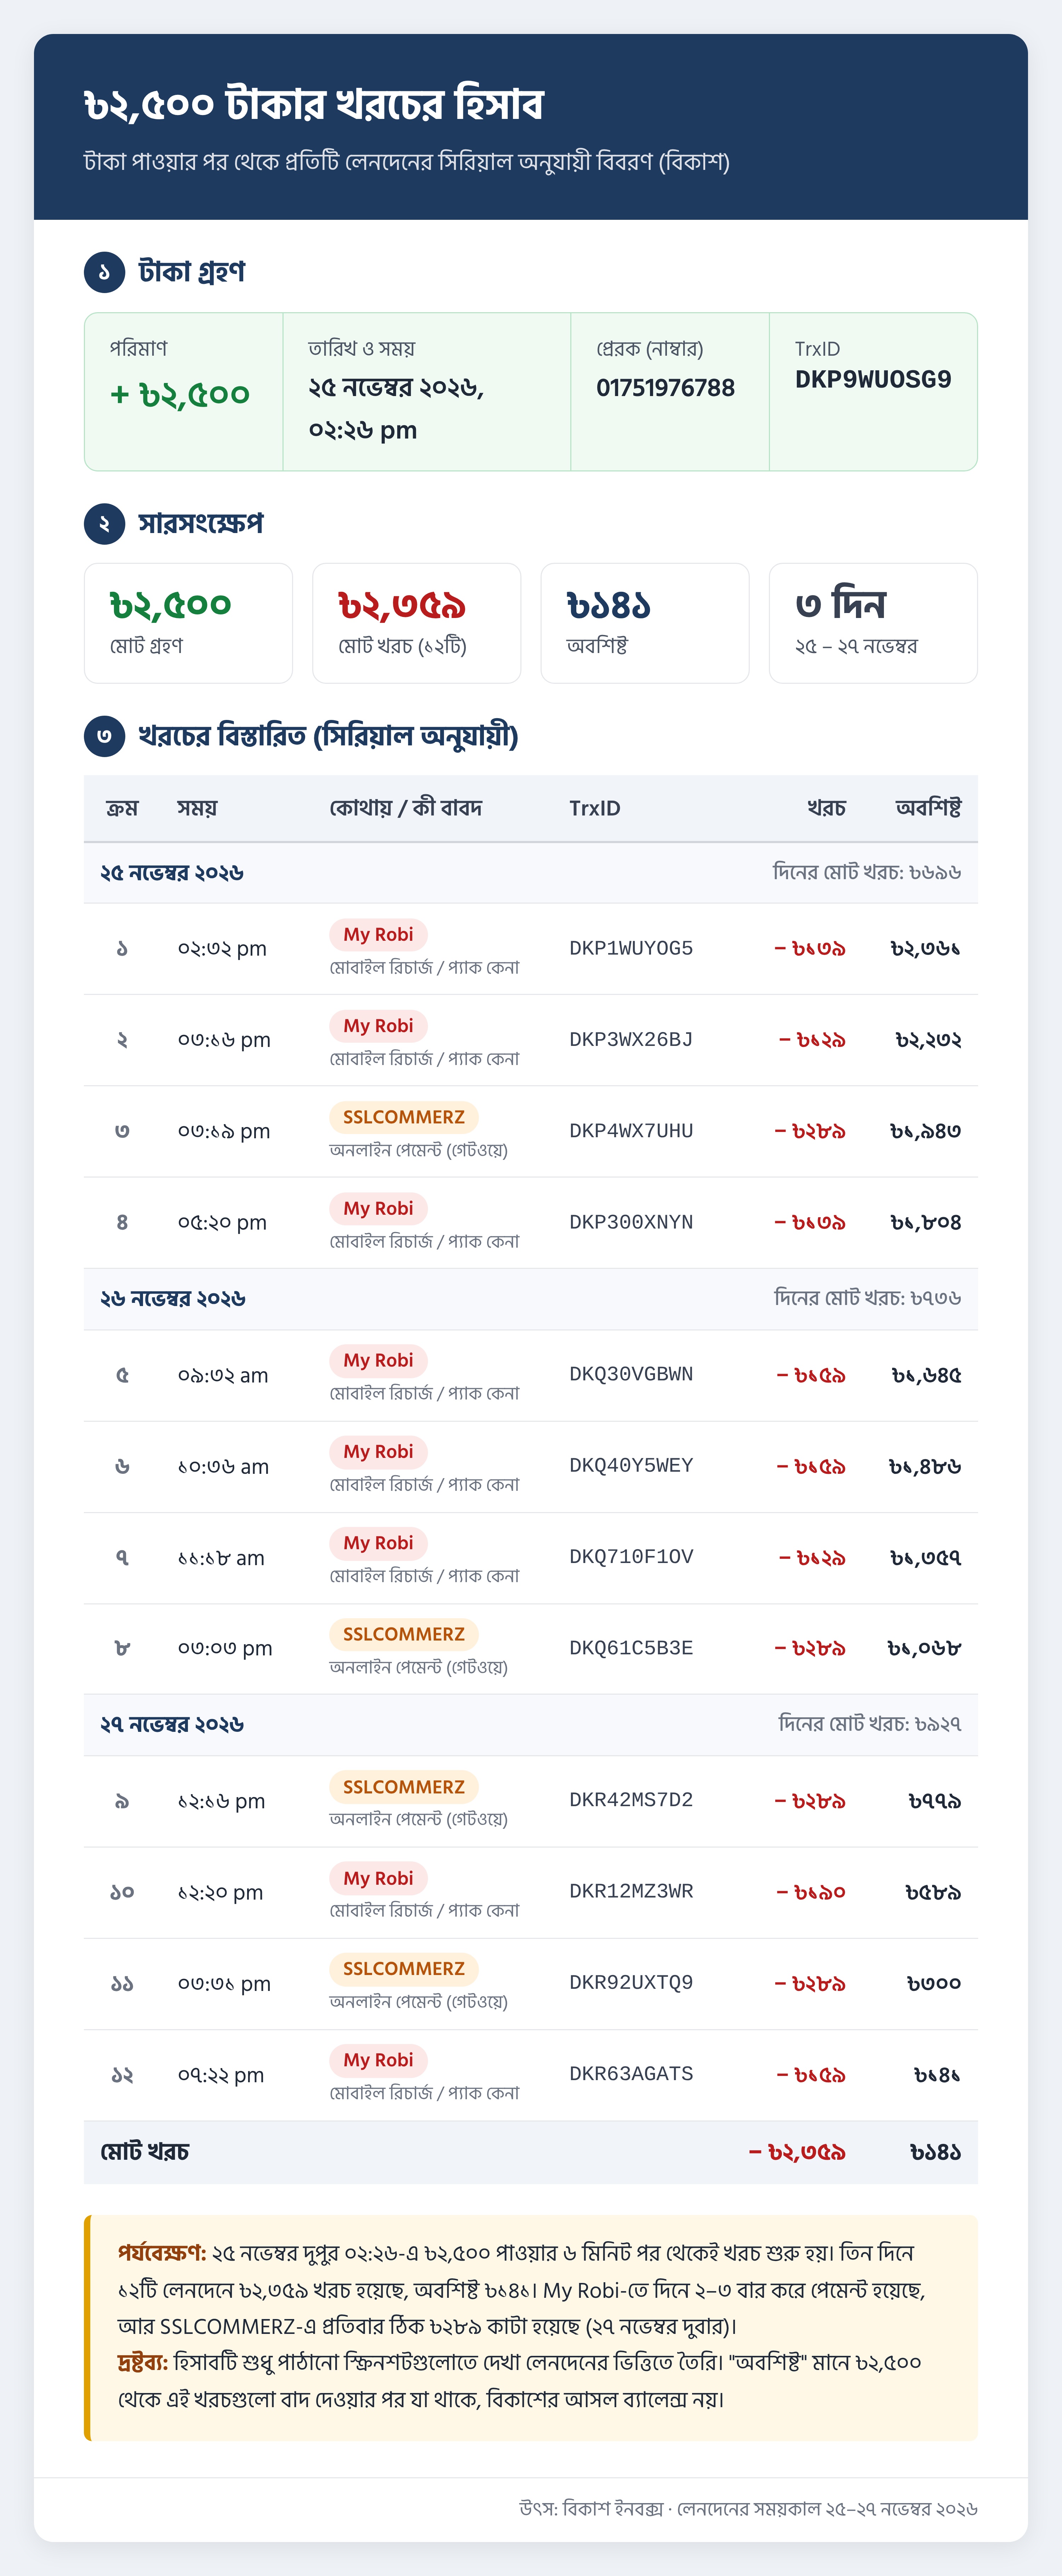 ৳২,৫০০ টাকার খরচের হিসাব
টাকা পাওয়ার পর থেকে প্রতিটি লেনদেনের সিরিয়াল অনুযায়ী বিবরণ (বিকাশ)
১ টাকা গ্রহণ
পরিমাণ
+ ৳২,৫০০
তারিখ ও সময়
২৫ নভেম্বর ২০২৬,
০২:২৬ pm
প্রেরক (নাম্বার)
01751976788
TrxID
DKP9WUOSG9
২ সারসংক্ষেপ
৳২,৫০০
মোট গ্রহণ
৳২,৩৫৯
মোট খরচ (১২টি)
৳১৪১
অবশিষ্ট
৩ দিন
২৫ – ২৭ নভেম্বর
৩ খরচের বিস্তারিত (সিরিয়াল অনুযায়ী)
ক্রম সময় কোথায় / কী বাবদ TrxID খরচ অবশিষ্ট
২৫ নভেম্বর ২০২৬ দিনের মোট খরচ: ৳৬৯৬
My Robi
১ ০২:৩২ pm DKP1WUYOG5 − ৳১৩৯ ৳২,৩৬১
মোবাইল রিচার্জ / প্যাক কেনা
My Robi
২ ০৩:১৬ pm DKP3WX26BJ − ৳১২৯ ৳২,২৩২
মোবাইল রিচার্জ / প্যাক কেনা
SSLCOMMERZ
৩ ০৩:১৯ pm DKP4WX7UHU − ৳২৮৯ ৳১,৯৪৩
অনলাইন পেমেন্ট (গেটওয়ে)
My Robi
৪ ০৫:২০ pm DKP300XNYN − ৳১৩৯ ৳১,৮০৪
মোবাইল রিচার্জ / প্যাক কেনা
২৬ নভেম্বর ২০২৬ দিনের মোট খরচ: ৳৭৩৬
My Robi
৫ ০৯:৩২ am DKQ30VGBWN − ৳১৫৯ ৳১,৬৪৫
মোবাইল রিচার্জ / প্যাক কেনা
My Robi
৬ ১০:৩৬ am DKQ40Y5WEY − ৳১৫৯ ৳১,৪৮৬
মোবাইল রিচার্জ / প্যাক কেনা
My Robi
৭ ১১:১৮ am DKQ710F1OV − ৳১২৯ ৳১,৩৫৭
মোবাইল রিচার্জ / প্যাক কেনা
SSLCOMMERZ
৮ ০৩:০৩ pm DKQ61C5B3E − ৳২৮৯ ৳১,০৬৮
অনলাইন পেমেন্ট (গেটওয়ে)
২৭ নভেম্বর ২০২৬ দিনের মোট খরচ: ৳৯২৭
SSLCOMMERZ
৯ ১২:১৬ pm DKR42MS7D2 − ৳২৮৯ ৳৭৭৯
অনলাইন পেমেন্ট (গেটওয়ে)
My Robi
১০ ১২:২০ pm DKR12MZ3WR − ৳১৯০ ৳৫৮৯
মোবাইল রিচার্জ / প্যাক কেনা
SSLCOMMERZ
১১ ০৩:৩১ pm DKR92UXTQ9 − ৳২৮৯ ৳৩০০
অনলাইন পেমেন্ট (গেটওয়ে)
My Robi
১২ ০৭:২২ pm DKR63AGATS − ৳১৫৯ ৳১৪১
মোবাইল রিচার্জ / প্যাক কেনা
মোট খরচ − ৳২,৩৫৯ ৳১৪১
পর্যবেক্ষণ: ২৫ নভেম্বর দুপুর ০২:২৬-এ ৳২,৫০০ পাওয়ার ৬ মিনিট পর থেকেই খরচ শুরু হয়। তিন দিনে
১২টি লেনদেনে ৳২,৩৫৯ খরচ হয়েছে, অবশিষ্ট ৳১৪১। My Robi-তে দিনে ২–৩ বার করে পেমেন্ট হয়েছে,
আর SSLCOMMERZ-এ প্রতিবার ঠিক ৳২৮৯ কাটা হয়েছে (২৭ নভেম্বর দুবার)।
দ্রষ্টব্য: হিসাবটি শুধু পাঠানো স্ক্রিনশটগুলোতে দেখা লেনদেনের ভিত্তিতে তৈরি। "অবশিষ্ট" মানে ৳২,৫০০
থেকে এই খরচগুলো বাদ দেওয়ার পর যা থাকে, বিকাশের আসল ব্যালেন্স নয়।
উৎস: বিকাশ ইনবক্স · লেনদেনের সময়কাল ২৫–২৭ নভেম্বর ২০২৬